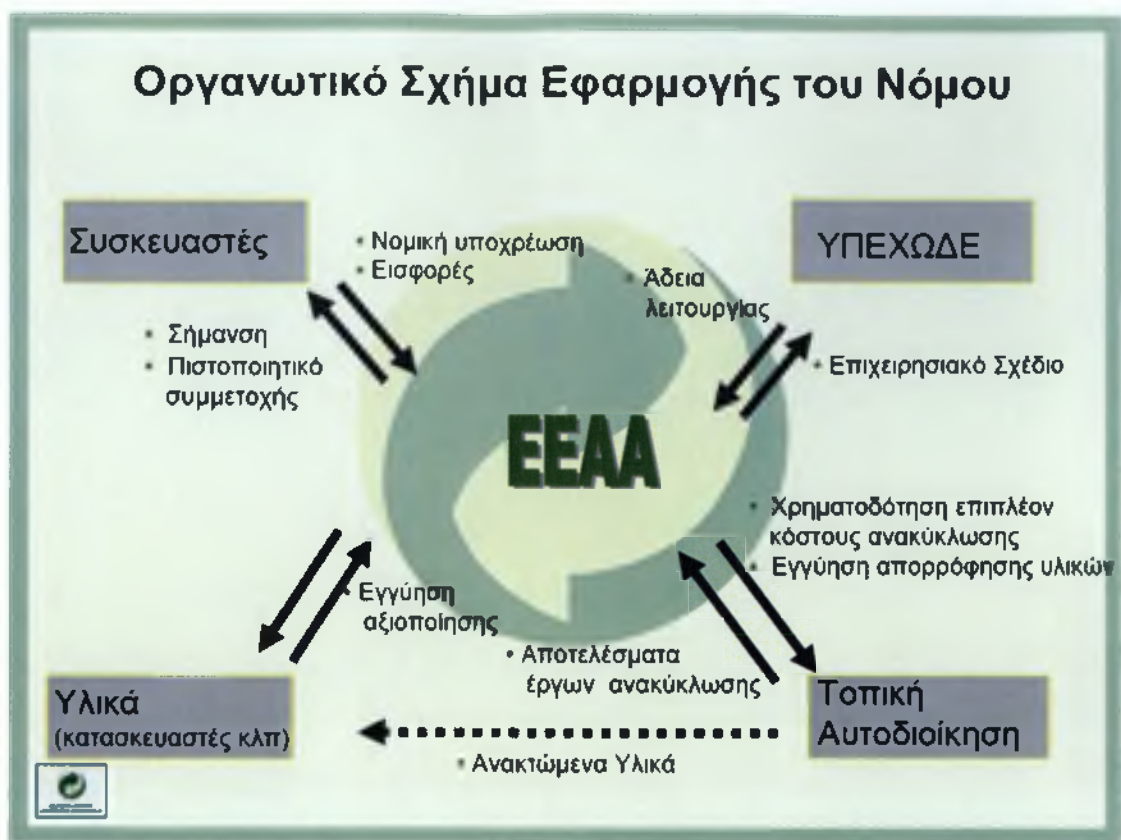 Οργανωτικό Σχήμα Εφαρμογής του Νόμου
Συσκευαστές
• Νομική υποχρέωση
• Εισφορές
ΥΠΕΧΩΔΕ
• Άδεια
λειτουργίας
• Σήμανση
• Πιστοποιητικό
συμμετοχής
• Επιχειρησιακό Σχέδιο
ΕΕΑΑ
• Χρηματοδότηση επιπλέον
κόστους ανακύκλωσης
• Εγγύηση απορρόφησης υλικών
• Εγγύηση
αξιοποίησης
• Αποτελέσματα
έργων ανακύκλωσης
Υλικά
(κατασκευαστές κλπ)
Τοπική
Αυτοδιοίκηση
• Ανακτώμενα Υλικά